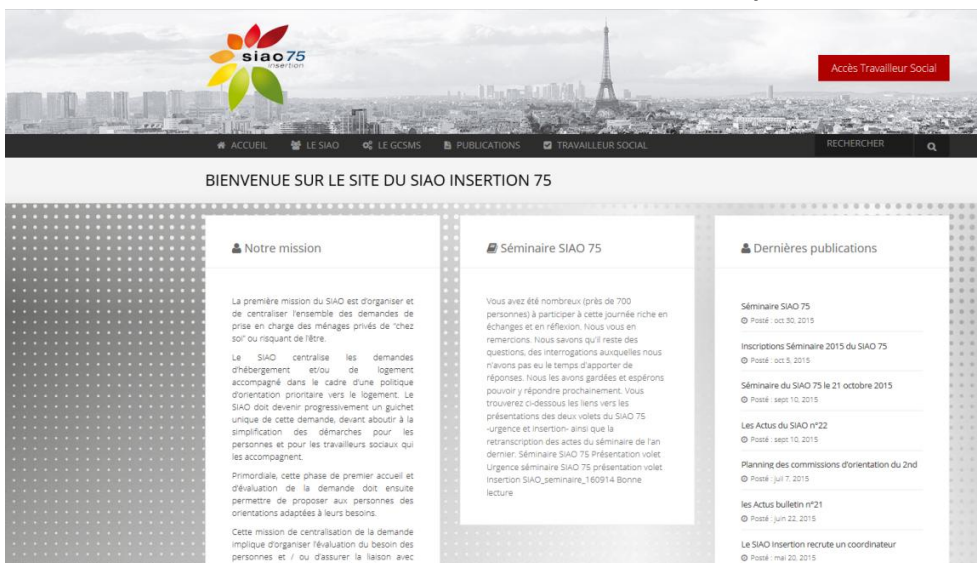 siao 75
insertion
Accès Travailleur Social
ACCUEIL LE SIAO LE GCSMS PUBLICATIONS TRAVAILLEUR SOCIAL RECHERCHER
BIENVENUE SUR LE SITE DU SIAO INSERTION 75
Notre mission
La première mission du SIAO est d'organiser et
de centraliser l'ensemble des demandes de
prise en charge des ménages privés de "chez
soi" ou risquant de l'être.
Le SIAO centralise les demandes
d'hébergement et/ou de logement
accompagné dans le cadre d'une politique
d'orientation prioritaire vers le logement. Le
SIAO doit devenir progressivement un guichet
unique de cette demande, devant aboutir à la
simplification des démarches pour les
personnes et pour les travailleurs sociaux qui
les accompagnent.
Primordiale, cette phase de premier accueil et
d'évaluation de la demande doit ensuite
permettre de proposer aux personnes des
orientations adaptées à leurs besoins.
Cette mission de centralisation de la demande
implique d'organiser l'évaluation du besoin des
personnes et / ou d'assurer la liaison avec
Séminaire SIAO 75
Vous avez été nombreux (près de 700
personnes) à participer à cette journée riche en
échanges et en réflexion. Nous vous en
remercions. Nous savons qu'il reste des
questions, des interrogations auxquelles nous
n'avons pas eu le temps d'apporter de
réponses. Nous les avons gardées et espérons
pouvoir y répondre prochainement. Vous
trouverez ci-dessous les liens vers les
présentations des deux volets du SIAO 75
-urgence et insertion- ainsi que la
retranscription des actes du séminaire de l'an
dernier. Séminaire SIAO 75 Présentation volet
Urgence séminaire SIAO 75 présentation volet
Insertion SIAO_seminaire_160914 Bonne
lecture
Dernières publications
Séminaire SIAO 75
Posté : oct 30, 2015
Inscriptions Séminaire 2015 du SIAO 75
Posté : oct 5, 2015
Séminaire du SIAO 75 le 21 octobre 2015
Posté : sept 10, 2015
Les Actus du SIAO n°22
Posté : sept 10, 2015
Planning des commissions d'orientation du 2nd
Posté : juil 7, 2015
les Actus bulletin n°21
Posté : juin 22, 2015
Le SIAO Insertion recrute un coordinateur
Posté : mai 20, 2015